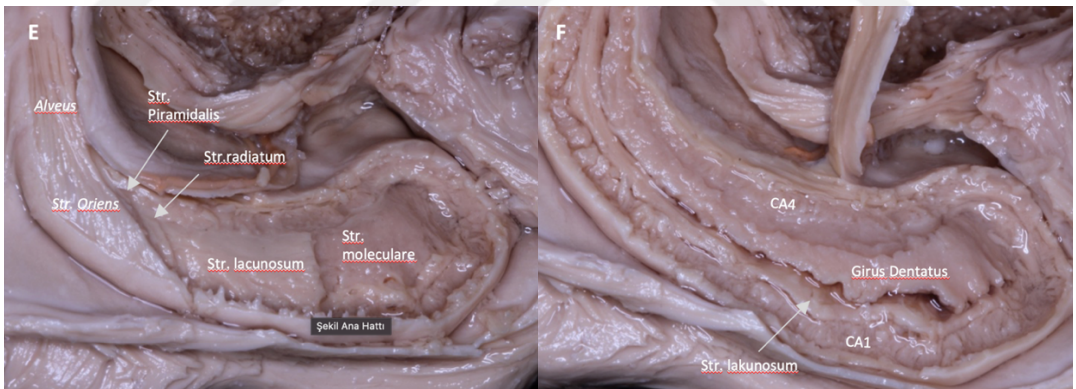 E
Alveus
Str.
Piramidalis
Str.radiatum
Str. Oriens
Str.
moleculare
Str. lacunosum
Şekil Ana Hattı
F
CA4
Girus Dentatus
CA1
Str. lakunosum